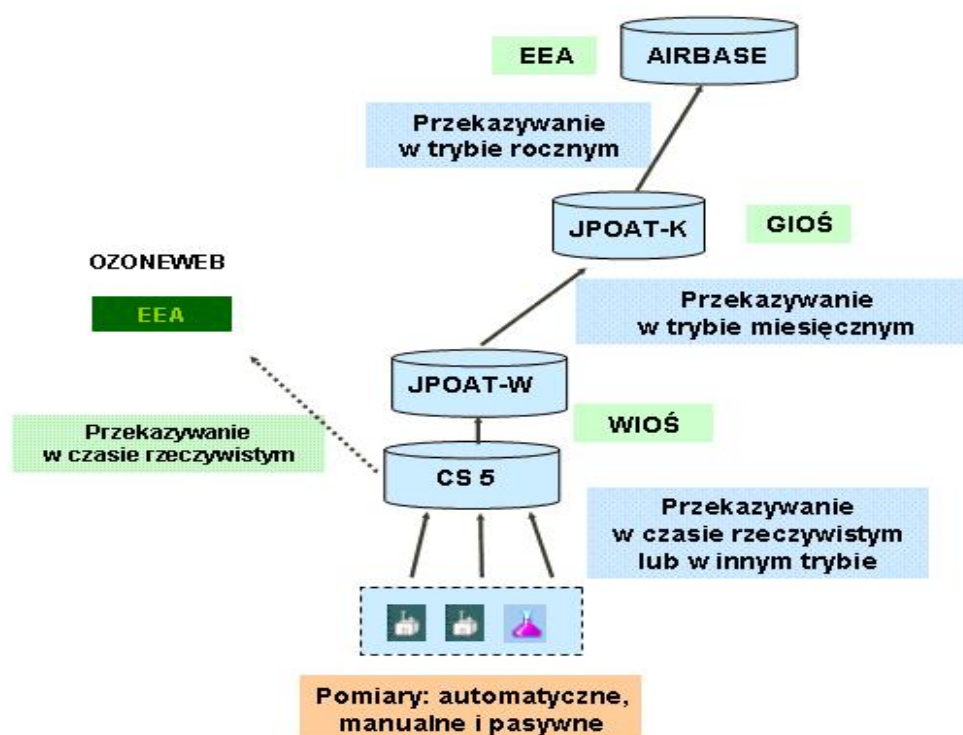 EEA
AIRBASE
Przekazywanie
w trybie rocznym
JPOAT-K
GIOŚ
OZONEWEB
EEA
Przekazywanie
w trybie miesięcznym
JPOAT-W
WIOŚ
Przekazywanie
w czasie rzeczywistym
CS 5
Przekazywanie
w czasie rzeczywistym
lub w innym trybie
Pomiary: automatyczne,
manualne i pasywne